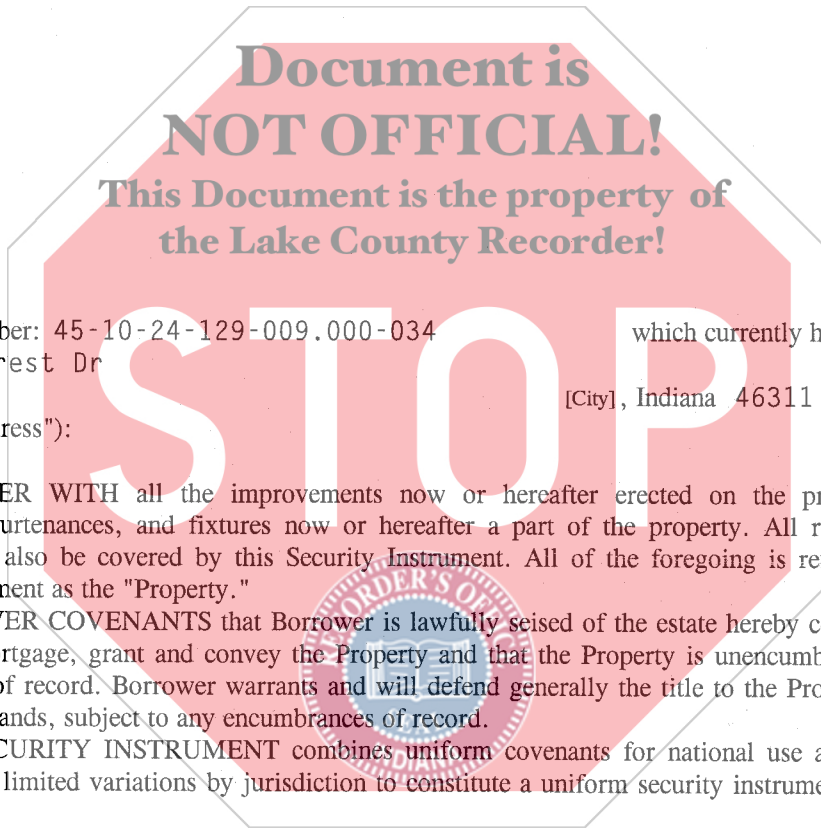 Document is
NOT OFFICIAL!
This Document is the property of
the Lake County Recorder!
ber: 45-10-24-129-009.000-034 which currently h
rest Dr
[City], Indiana 46311
ress"):
STOP
ER WITH all the improvements now or hereafter erected on the pr
urtenances, and fixtures now or hereafter a part of the property. All r
also be covered by this Security Instrument. All of the foregoing is re
ment as the "Property."
VER COVENANTS that Borrower is lawfully seised of the estate hereby c
rtgage, grant and convey the Property and that the Property is unencumb
of record. Borrower warrants and will defend generally the title to the Pro
ands, subject to any encumbrances of record.
CURITY INSTRUMENT combines uniform covenants for national use a
limited variations by jurisdiction to constitute a uniform security instrume
RECORDER'S OFFICE
INDIANA